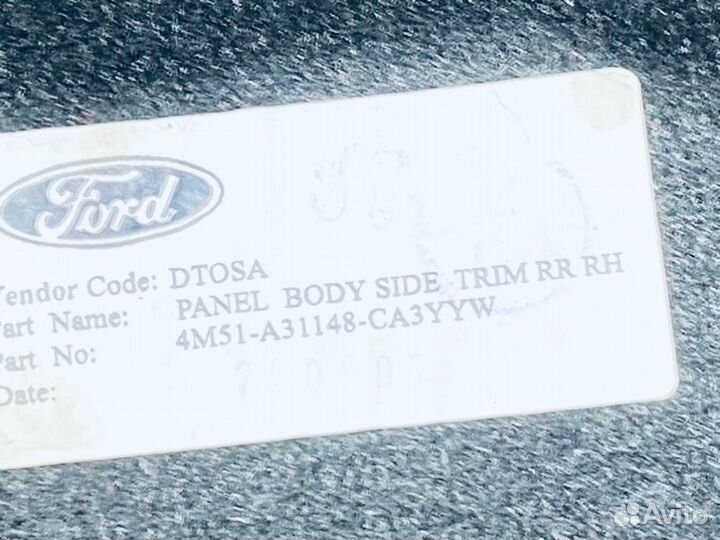 Ford
Vendor Code: DTOSA
Part Name: PANEL BODY SIDE TRIM RR RH
Part No: 4M51-A31148-CA3YYW
Date:
Avito